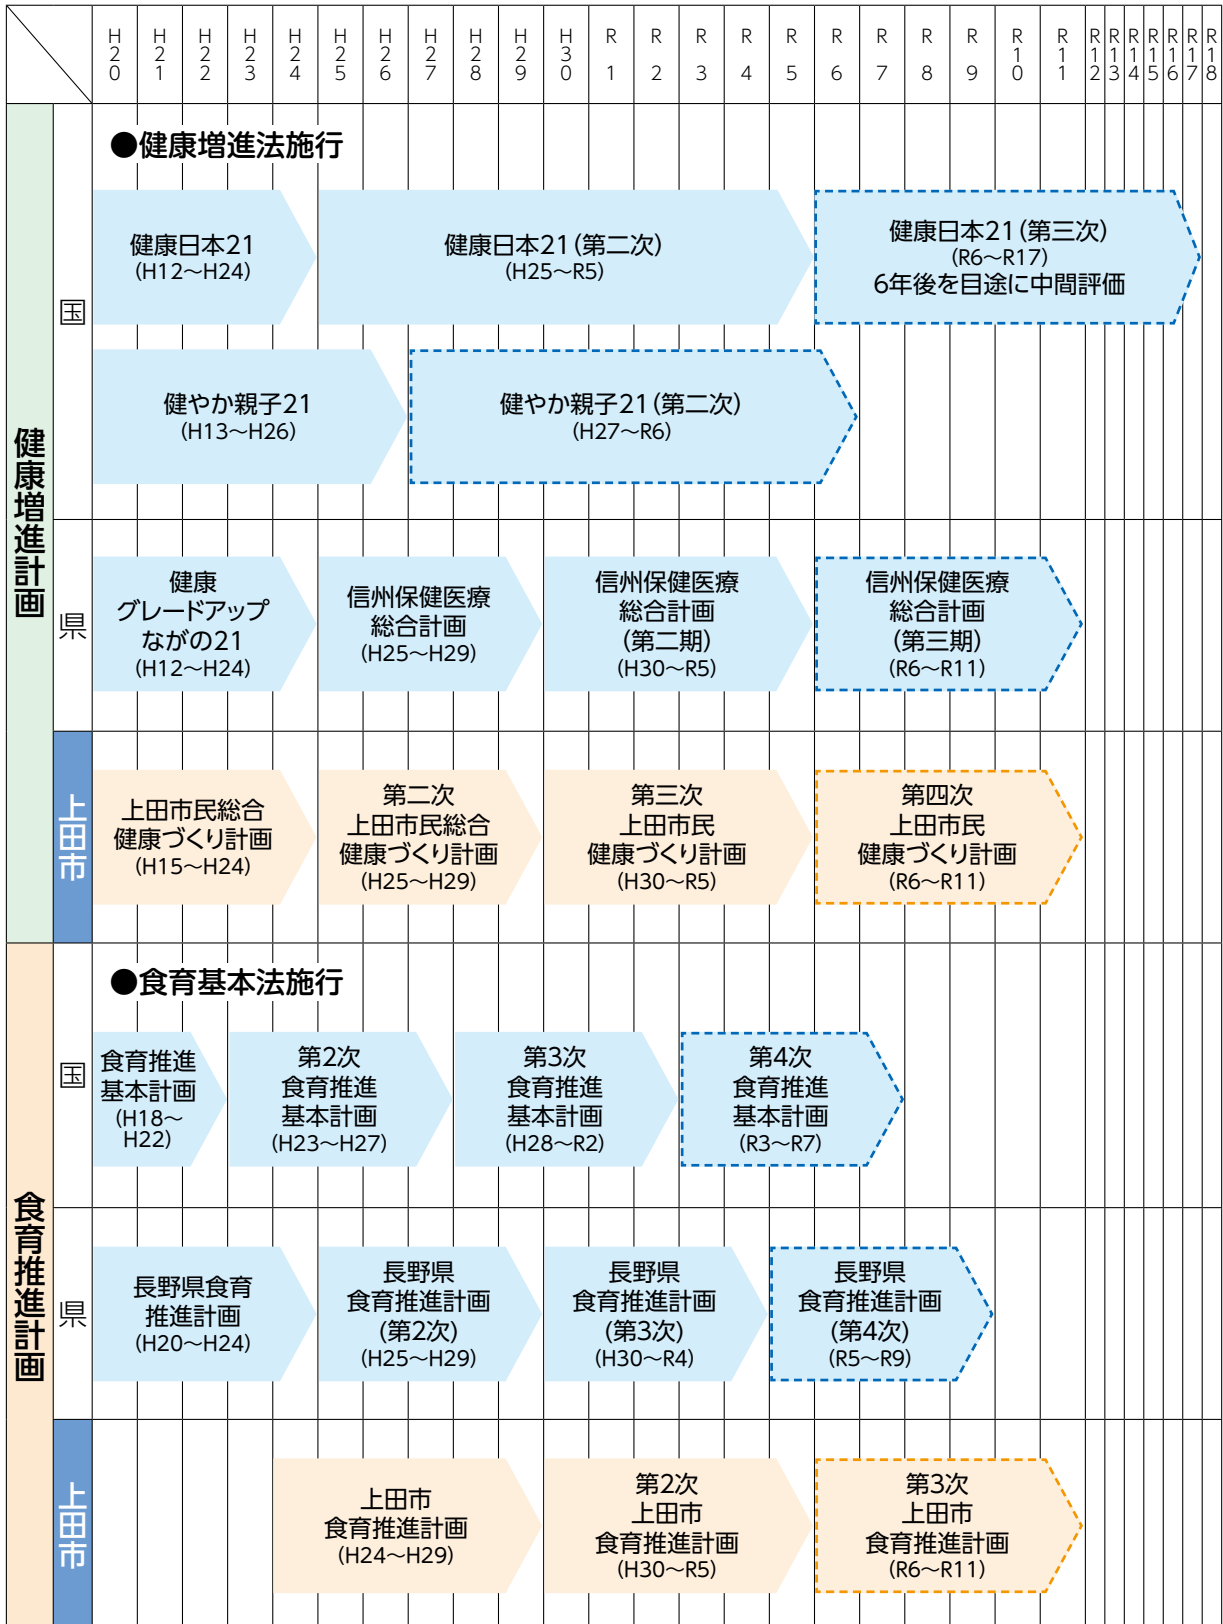 H20 H21 H22 H23 H24 H25 H26 H27 H28 H29 H30 R1 R2 R3 R4 R5 R6 R7 R8 R9 R10 R11 R12 R13 R14 R15 R16 R17 R18
健康増進計画
国
●健康増進法施行
健康日本21
(H12～H24)
健康日本21（第二次）
(H25～R5)
健康日本21（第三次）
(R6～R17)
6年後を目途に中間評価
健やか親子21
(H13～H26)
健やか親子21（第二次）
(H27～R6)
県
健康
グレードアップ
ながの21
(H12～H24)
信州保健医療
総合計画
(H25～H29)
信州保健医療
総合計画
(第二期)
(H30～R5)
信州保健医療
総合計画
(第三期)
(R6～R11)
上田市
上田市民総合
健康づくり計画
(H15～H24)
第二次
上田市民総合
健康づくり計画
(H25～H29)
第三次
上田市民
健康づくり計画
(H30～R5)
第四次
上田市民
健康づくり計画
(R6～R11)
食育推進計画
国
●食育基本法施行
食育推進
基本計画
(H18～
H22)
第2次
食育推進
基本計画
(H23～H27)
第3次
食育推進
基本計画
(H28～R2)
第4次
食育推進
基本計画
(R3～R7)
県
長野県食育
推進計画
(H20～H24)
長野県
食育推進計画
(第2次)
(H25～H29)
長野県
食育推進計画
(第3次)
(H30～R4)
長野県
食育推進計画
(第4次)
(R5～R9)
上田市
上田市
食育推進計画
(H24～H29)
第2次
上田市
食育推進計画
(H30～R5)
第3次
上田市
食育推進計画
(R6～R11)